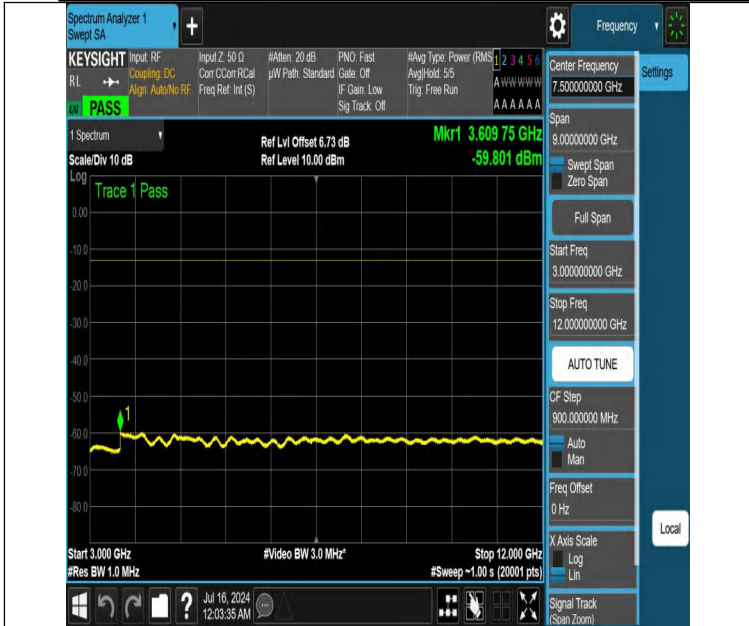 Spectrum Analyzer 1
Swept SA
+
Frequency
KEYSIGHT
RL
PASS
Input: RF
Coupling: DC
Align: Auto/No RF
Input Z: 50 Ω
Corr CCorr RCal
Freq Ref: Int (S)
#Atten: 20 dB
µW Path: Standard
PNO: Fast
Gate: Off
IF Gain: Low
Sig Track: Off
#Avg Type: Power (RMS
Avg|Hold: 5/5
Trig: Free Run
1 2 3 4 5 6
A W W W W W
A A A A A A
1 Spectrum
Scale/Div 10 dB
Ref Lvl Offset 6.73 dB
Ref Level 10.00 dBm
Mkr1 3.609 75 GHz
-59.801 dBm
Log
Trace 1 Pass
0.00
-10.0
-20.0
-30.0
-40.0
-50.0
-60.0
-70.0
-80.0
1
Start 3.000 GHz
#Res BW 1.0 MHz
#Video BW 3.0 MHz*
Stop 12.000 GHz
#Sweep ~1.00 s (20001 pts)
Jul 16, 2024
12:03:35 AM
?
Center Frequency
7.500000000 GHz
Settings
Span
9.00000000 GHz
Swept Span
Zero Span
Full Span
Start Freq
3.000000000 GHz
Stop Freq
12.000000000 GHz
AUTO TUNE
CF Step
900.000000 MHz
Auto
Man
Freq Offset
0 Hz
Local
X Axis Scale
Log
Lin
Signal Track
(Span Zoom)